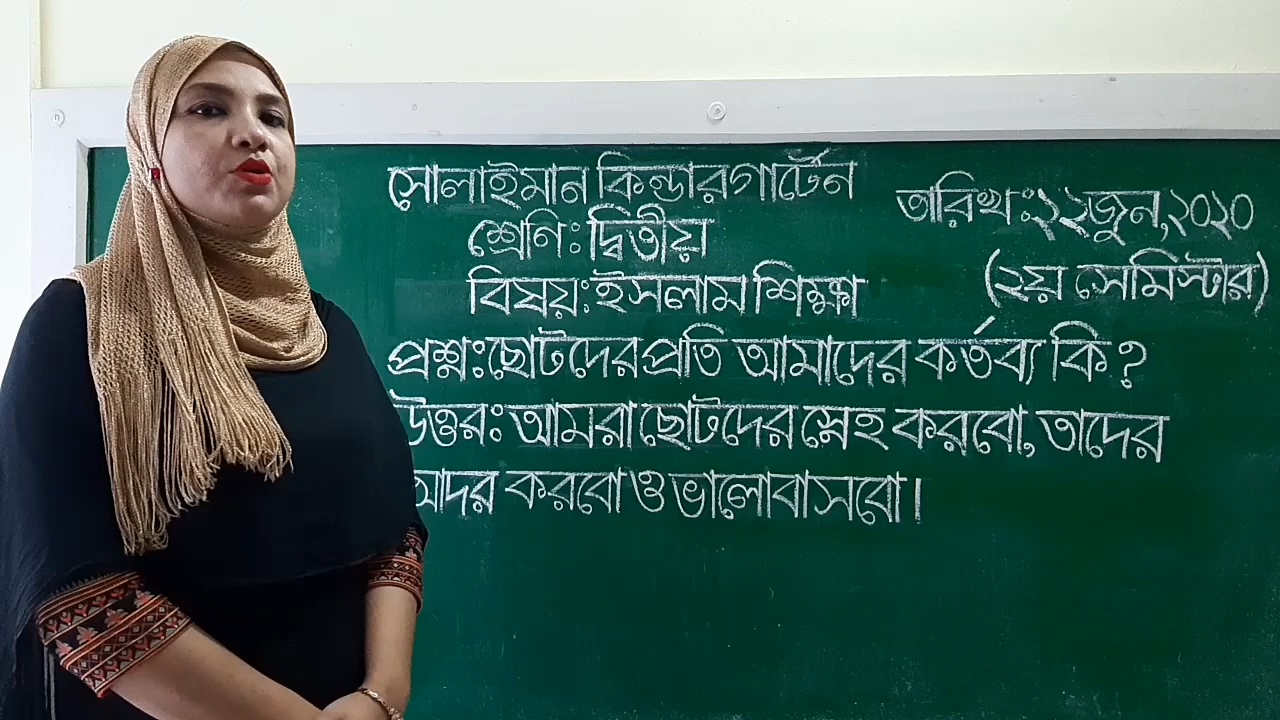 সোলাইমান কিন্ডারগার্টেন
তারিখ:২২জুন,২০২০
শ্রেণি: দ্বিতীয়
(২য় সেমিস্টার)
বিষয়:ইসলাম শিক্ষা
প্রশ্ন:ছোটদের প্রতি আমাদের কর্তব্য কি ?
উত্তর: আমরা ছোটদের স্নেহ করবো, তাদের
আদর করবো ও ভালোবাসবো।